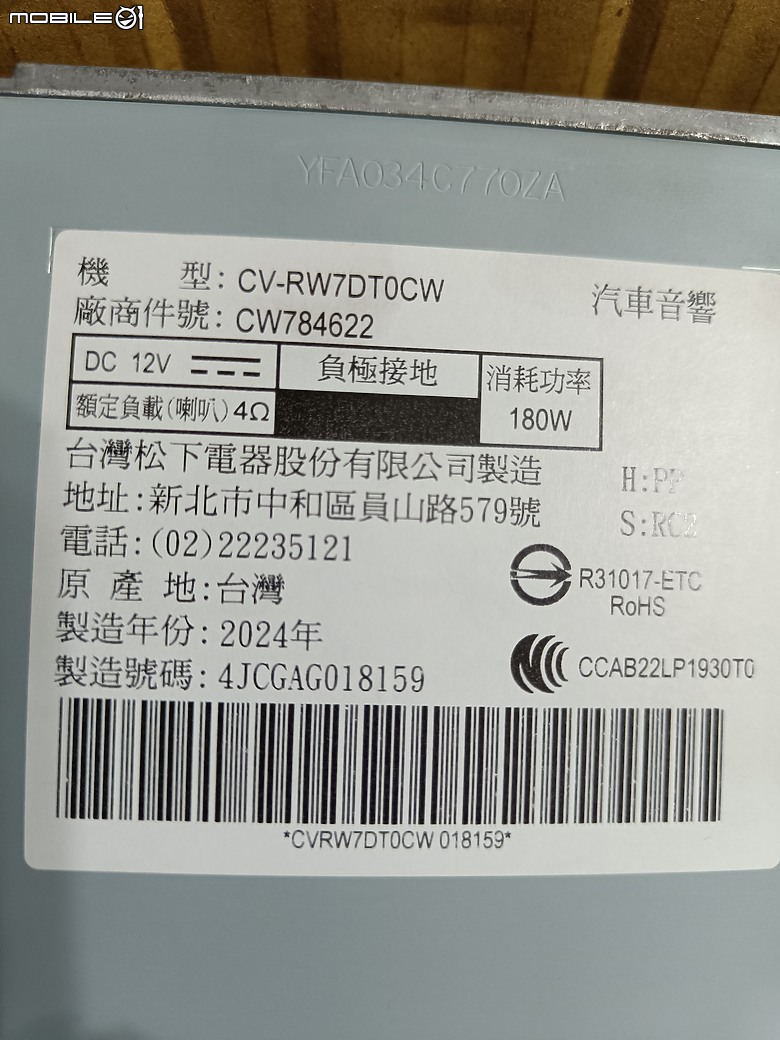 MOBILE01
YFA034C770ZA
機 型: CV-RW7DT0CW
汽車音響
廠商件號: CW784622
DC 12V
負極接地
消耗功率
額定負載(喇叭)4Ω
180W
台灣松下電器股份有限公司製造
地址:新北市中和區員山路579號
H:PP
S:RC2
電話:(02)22235121
原 產 地:台灣
R31017-ETC
RoHS
製造年份: 2024年
製造號碼: 4JCGAG018159
CCAB22LP1930T0
*CVRW7DT0CW 018159*